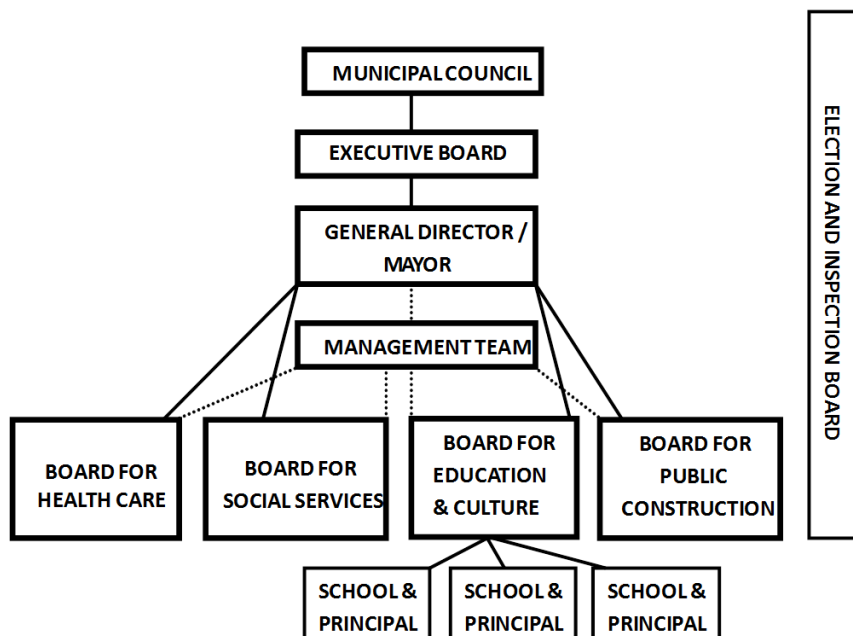 MUNICIPAL COUNCIL
EXECUTIVE BOARD
GENERAL DIRECTOR /
MAYOR
MANAGEMENT TEAM
BOARD FOR
HEALTH CARE
BOARD FOR
SOCIAL SERVICES
BOARD FOR
EDUCATION
& CULTURE
BOARD FOR
PUBLIC
CONSTRUCTION
SCHOOL &
PRINCIPAL
SCHOOL &
PRINCIPAL
SCHOOL &
PRINCIPAL
ELECTION AND INSPECTION BOARD